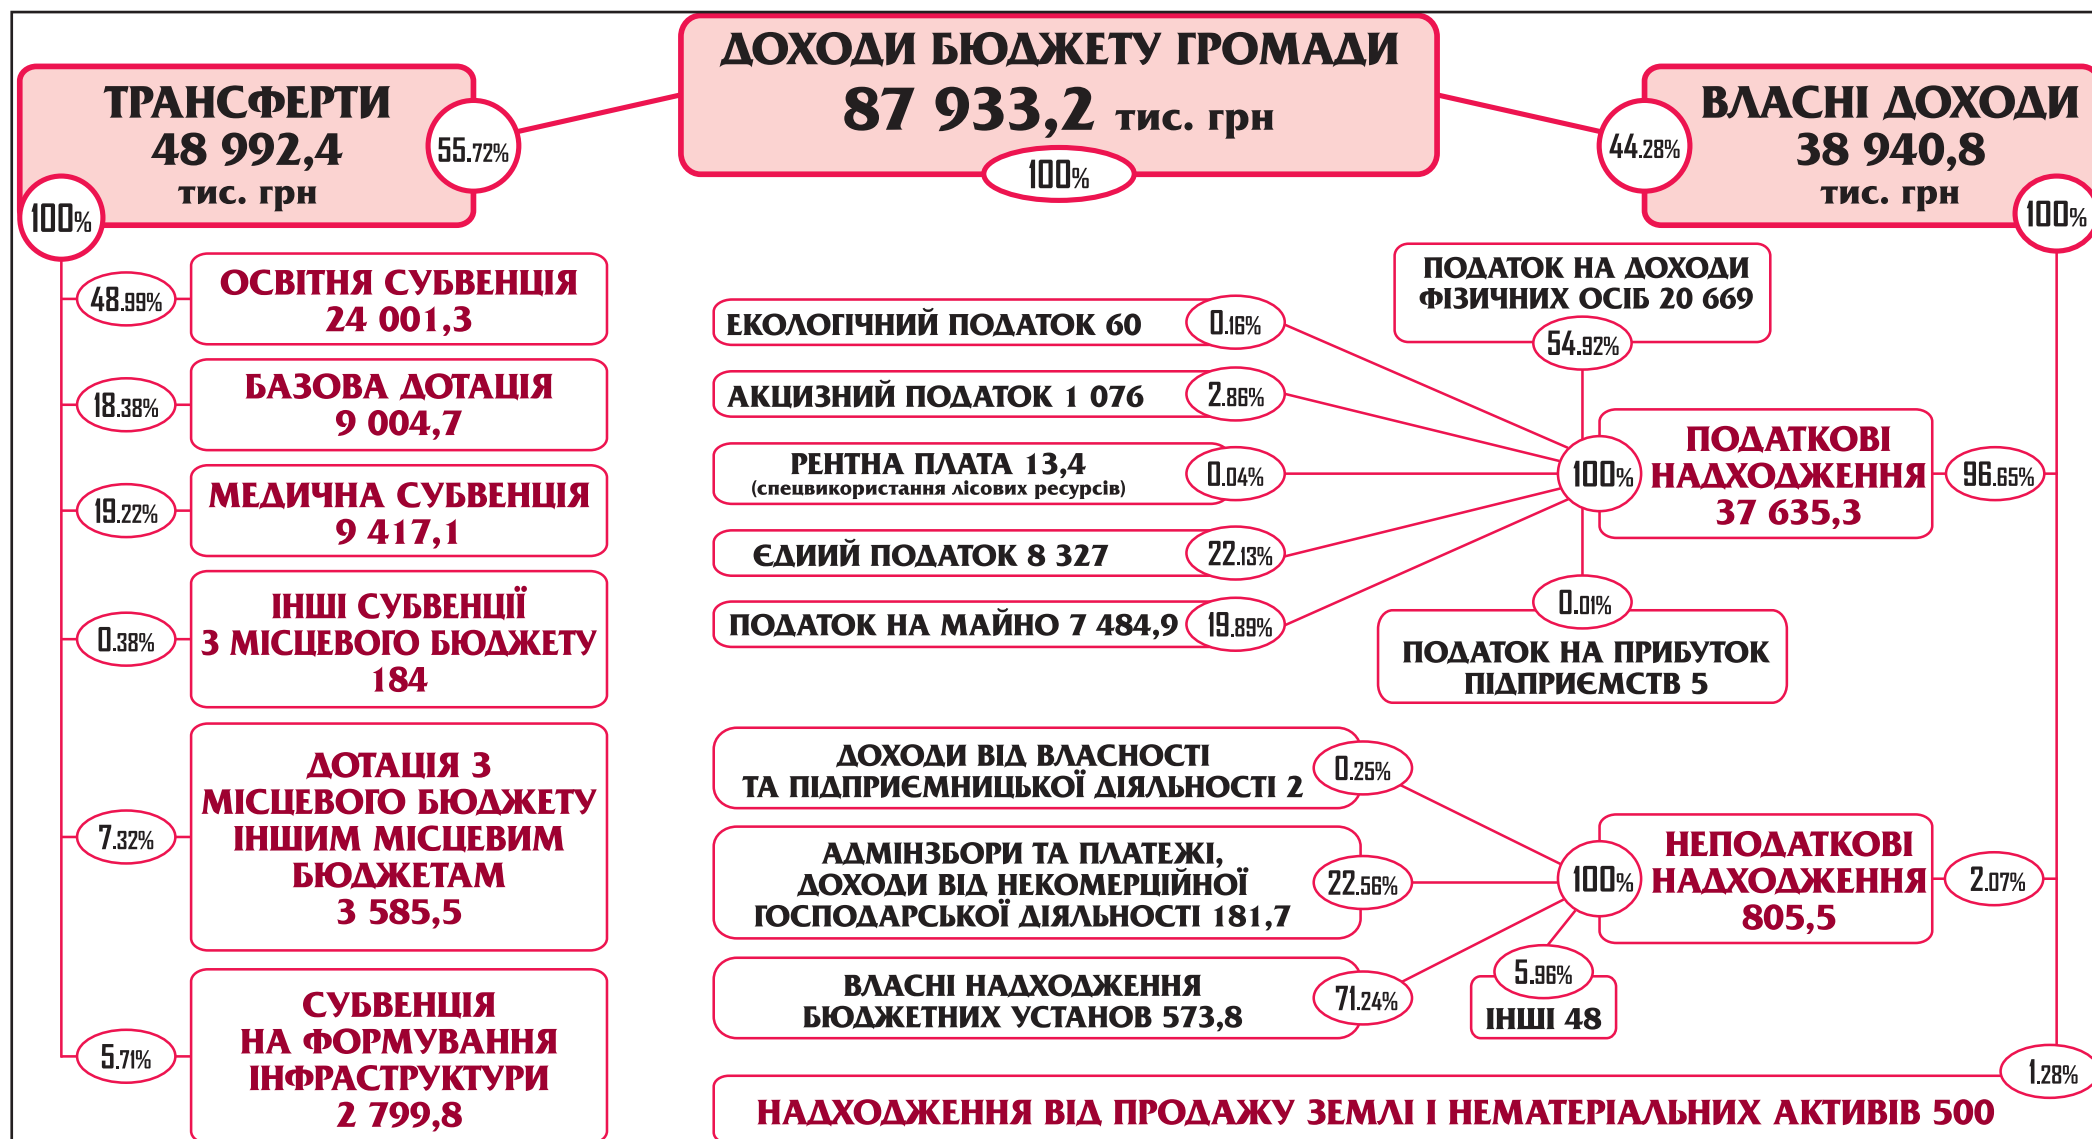 ДОХОДИ БЮДЖЕТУ ГРОМАДИ
87 933,2 тис. грн
100%
ТРАНСФЕРТИ
48 992,4
тис. грн
55.72%
100%
ВЛАСНІ ДОХОДИ
38 940,8
тис. грн
44.28%
100%
48.99%
ОСВІТНЯ СУБВЕНЦІЯ
24 001,3
18.38%
БАЗОВА ДОТАЦІЯ
9 004,7
19.22%
МЕДИЧНА СУБВЕНЦІЯ
9 417,1
0.38%
ІНШІ СУБВЕНЦІЇ
З МІСЦЕВОГО БЮДЖЕТУ
184
7.32%
ДОТАЦІЯ З
МІСЦЕВОГО БЮДЖЕТУ
ІНШИМ МІСЦЕВИМ
БЮДЖЕТАМ
3 585,5
5.71%
СУБВЕНЦІЯ
НА ФОРМУВАННЯ
ІНФРАСТРУКТУРИ
2 799,8
ПОДАТОК НА ДОХОДИ
ФІЗИЧНИХ ОСІБ 20 669
54.92%
ЕКОЛОГІЧНИЙ ПОДАТОК 60
0.16%
АКЦИЗНИЙ ПОДАТОК 1 076
2.86%
РЕНТНА ПЛАТА 13,4
(спецвикористання лісових ресурсів)
0.04%
ЄДИИЙ ПОДАТОК 8 327
22.13%
ПОДАТОК НА МАЙНО 7 484,9
19.89%
100%
ПОДАТКОВІ
НАДХОДЖЕННЯ
37 635,3
96.65%
0.01%
ПОДАТОК НА ПРИБУТОК
ПІДПРИЄМСТВ 5
ДОХОДИ ВІД ВЛАСНОСТІ
ТА ПІДПРИЄМНИЦЬКОЇ ДІЯЛЬНОСТІ 2
0.25%
АДМІНЗБОРИ ТА ПЛАТЕЖІ,
ДОХОДИ ВІД НЕКОМЕРЦІЙНОЇ
ГОСПОДАРСЬКОЇ ДІЯЛЬНОСТІ 181,7
22.56%
ВЛАСНІ НАДХОДЖЕННЯ
БЮДЖЕТНИХ УСТАНОВ 573,8
71.24%
5.96%
ІНШІ 48
100%
НЕПОДАТКОВІ
НАДХОДЖЕННЯ
805,5
2.07%
1.28%
НАДХОДЖЕННЯ ВІД ПРОДАЖУ ЗЕМЛІ І НЕМАТЕРІАЛЬНИХ АКТИВІВ 500